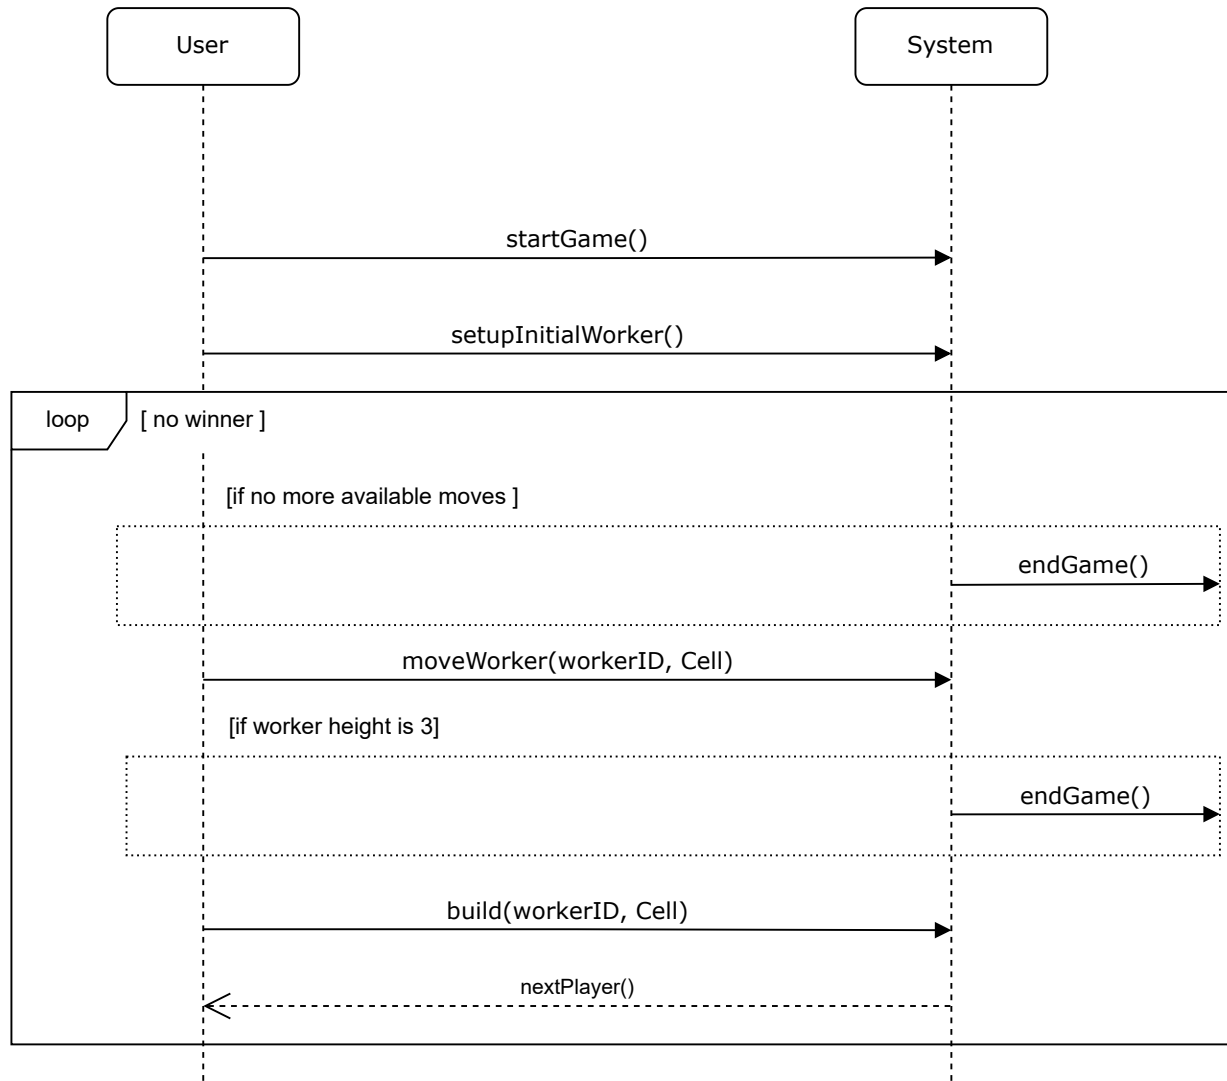 User
System
startGame()
setupInitialWorker()
loop
[ no winner ]
[if no more available moves ]
endGame()
moveWorker(workerID, Cell)
[if worker height is 3]
endGame()
build(workerID, Cell)
nextPlayer()